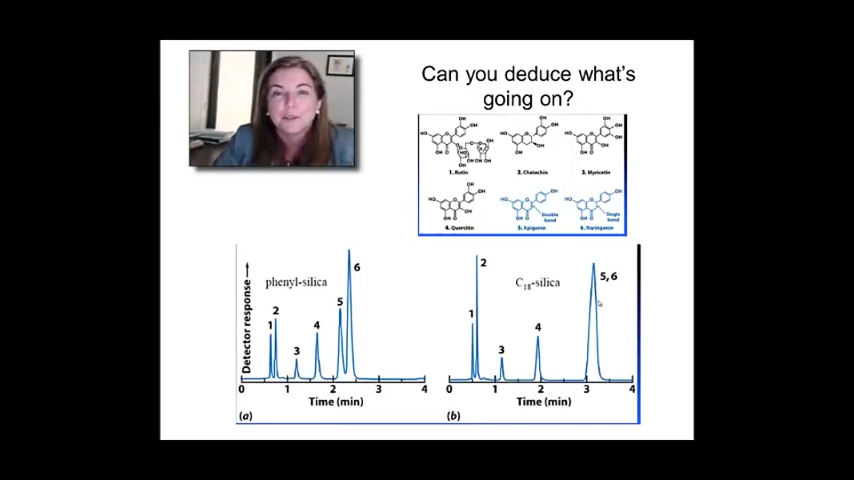 Can you deduce what's
going on?
1. Rutin
2. Chatechin
3. Myricetin
4. Quercitin
5. Apigenin
6. Naringenin
Double
bond
Single
bond
phenyl-silica
Detector response
1
2
3
4
5
6
0
1
2
3
4
Time (min)
(a)
C18-silica
1
2
3
4
5, 6
0
1
2
3
4
Time (min)
(b)